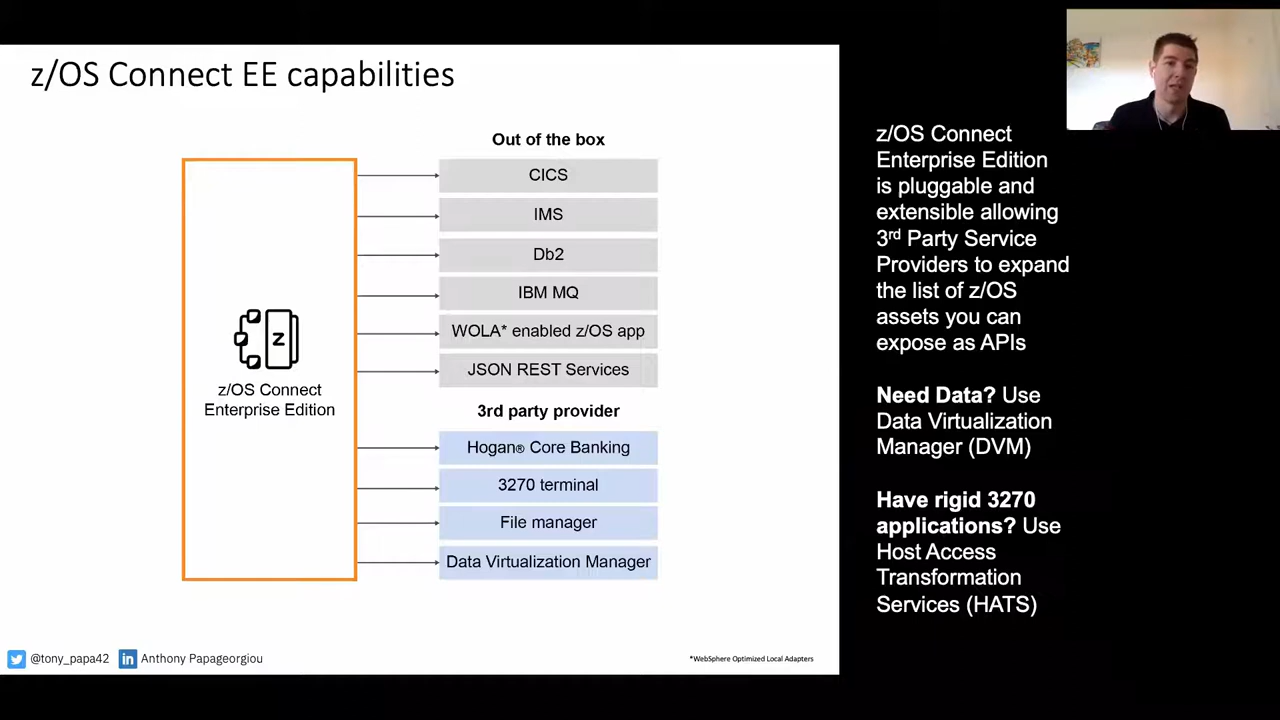 z/OS Connect EE capabilities
Out of the box
CICS
IMS
Db2
IBM MQ
WOLA* enabled z/OS app
JSON REST Services
3rd party provider
Hogan® Core Banking
3270 terminal
File manager
Data Virtualization Manager
Z
z/OS Connect
Enterprise Edition
@tony_papa42
in Anthony Papageorgiou
*WebSphere Optimized Local Adapters
z/OS Connect
Enterprise Edition
is pluggable and
extensible allowing
3rd Party Service
Providers to expand
the list of z/OS
assets you can
expose as APIs
Need Data? Use
Data Virtualization
Manager (DVM)
Have rigid 3270
applications? Use
Host Access
Transformation
Services (HATS)